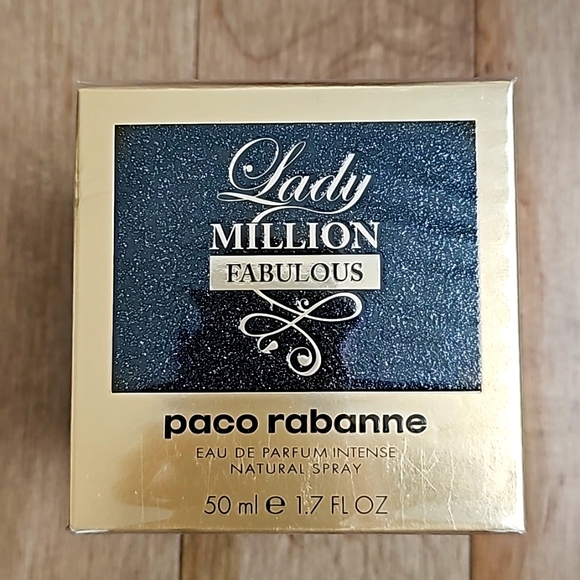 Lady
MILLION
FABULOUS
paco rabanne
EAU DE PARFUM INTENSE
NATURAL SPRAY
50 ml ℮ 1.7 FL OZ